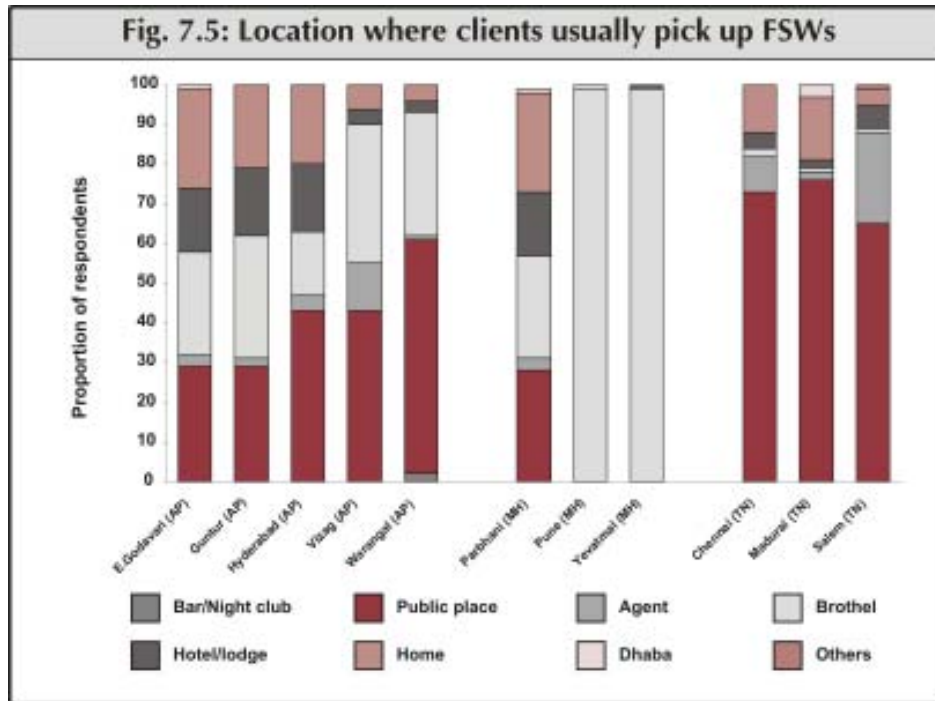 Fig. 7.5: Location where clients usually pick up FSWs
Proportion of respondents
100
90
80
70
60
50
40
30
20
10
0
E.Godavari (AP)
Guntur (AP)
Hyderabad (AP)
Vizag (AP)
Warangal (AP)
Parbhani (MH)
Pune (MH)
Yevatmal (MH)
Chennai (TN)
Madurai (TN)
Salem (TN)
Bar/Night club Public place Agent Brothel
Hotel/lodge Home Dhaba Others